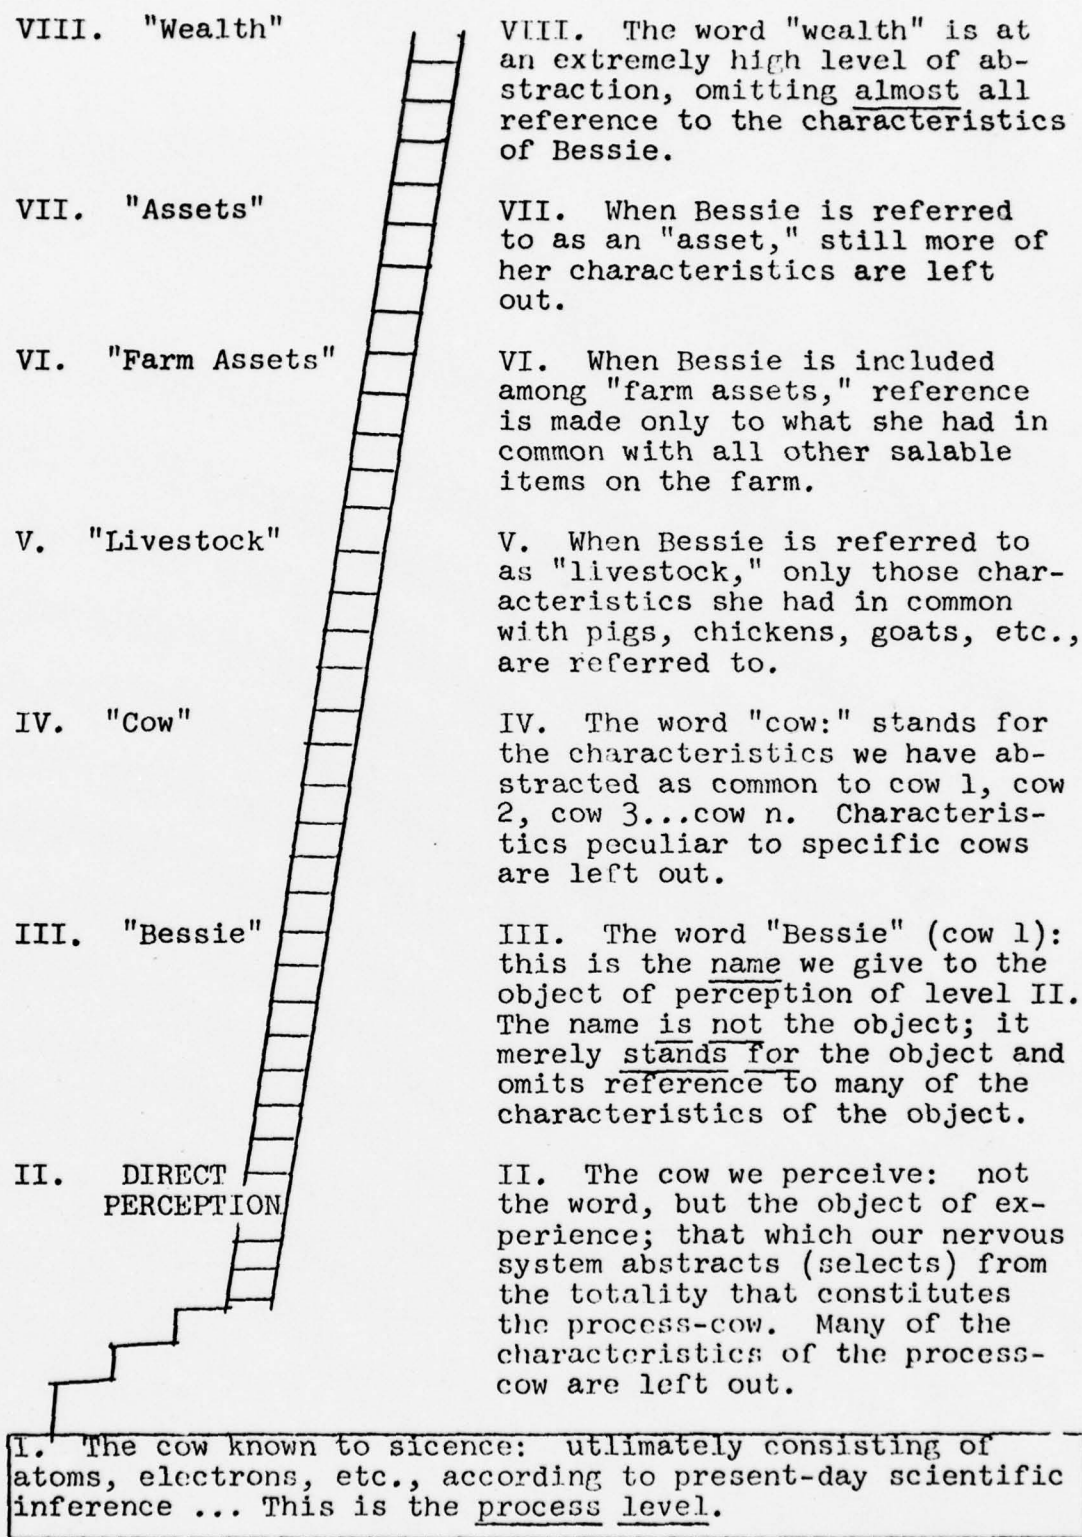 VIII. "Wealth"
VIII. The word "wealth" is at
an extremely high level of ab-
straction, omitting almost all
reference to the characteristics
of Bessie.
VII. "Assets"
VII. When Bessie is referred
to as an "asset," still more of
her characteristics are left
out.
VI. "Farm Assets"
VI. When Bessie is included
among "farm assets," reference
is made only to what she had in
common with all other salable
items on the farm.
V. "Livestock"
V. When Bessie is referred to
as "livestock," only those char-
acteristics she had in common
with pigs, chickens, goats, etc.,
are referred to.
IV. "Cow"
IV. The word "cow:" stands for
the characteristics we have ab-
stracted as common to cow 1, cow
2, cow 3...cow n. Characteris-
tics peculiar to specific cows
are left out.
III. "Bessie"
III. The word "Bessie" (cow 1):
this is the name we give to the
object of perception of level II.
The name is not the object; it
merely stands for the object and
omits reference to many of the
characteristics of the object.
II. DIRECT
PERCEPTION
II. The cow we perceive: not
the word, but the object of ex-
perience; that which our nervous
system abstracts (selects) from
the totality that constitutes
the process-cow. Many of the
characteristics of the process-
cow are left out.
I. The cow known to sicence: utlimately consisting of
atoms, electrons, etc., according to present-day scientific
inference ... This is the process level.